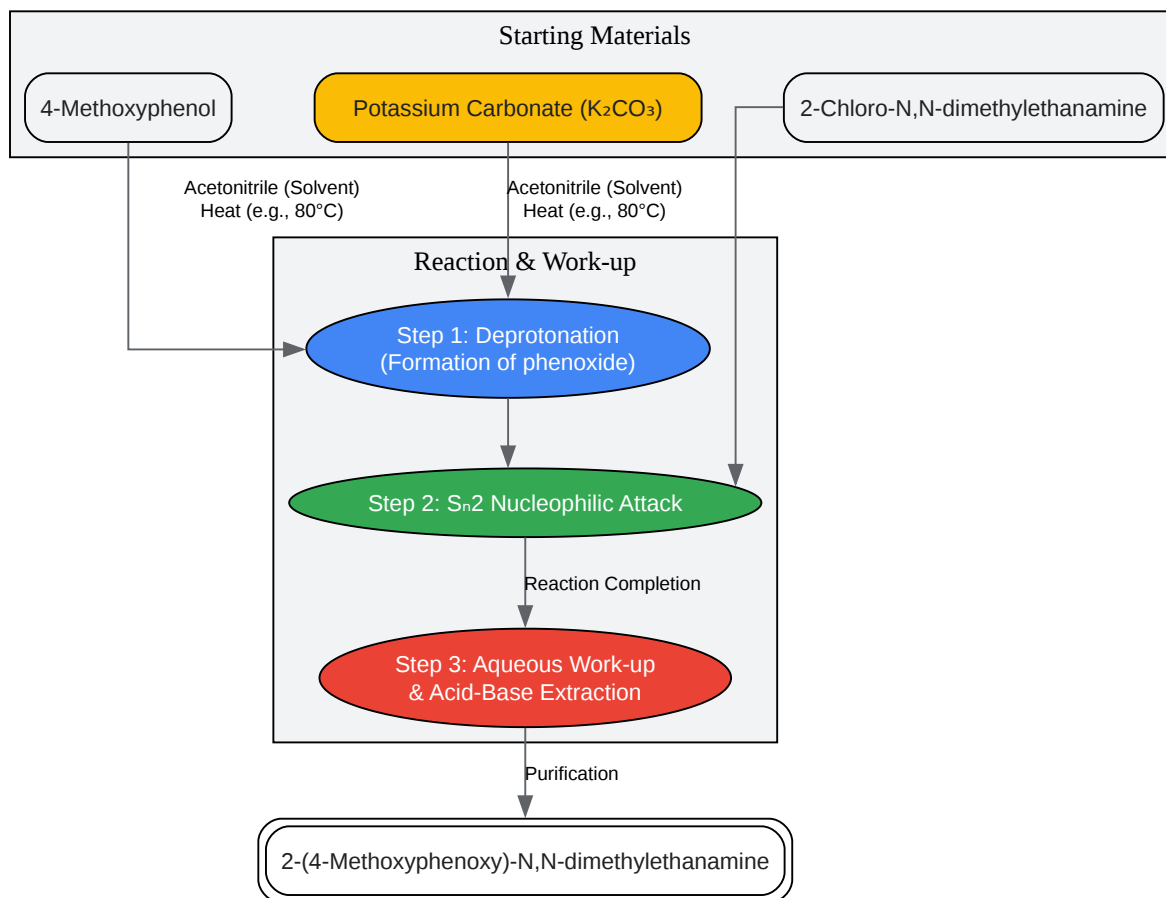 Starting Materials
4-Methoxyphenol
Potassium Carbonate (K₂CO₃)
2-Chloro-N,N-dimethylethanamine
Acetonitrile (Solvent)
Heat (e.g., 80°C)
Acetonitrile (Solvent)
Heat (e.g., 80°C)
Reaction & Work-up
Step 1: Deprotonation
(Formation of phenoxide)
Step 2: Sₙ2 Nucleophilic Attack
Reaction Completion
Step 3: Aqueous Work-up
& Acid-Base Extraction
Purification
2-(4-Methoxyphenoxy)-N,N-dimethylethanamine